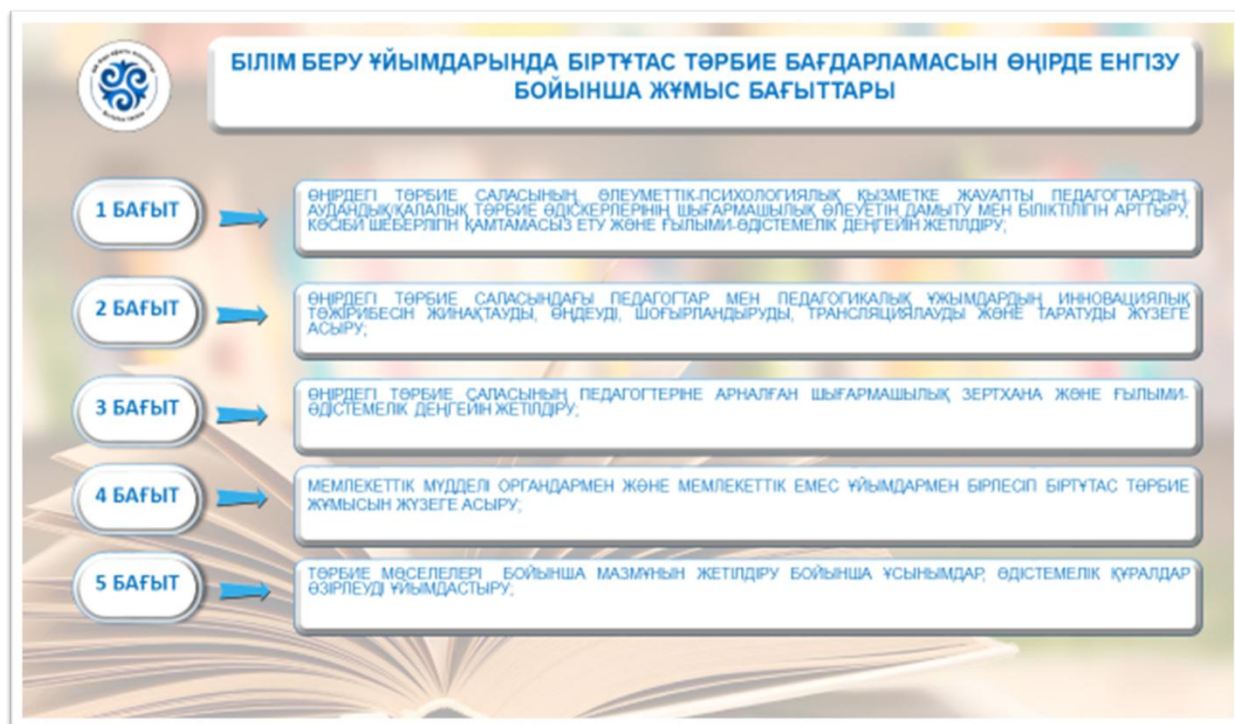 БІЛІМ БЕРУ ҰЙЫМДАРЫНДА БІРТҰТАС ТӘРБИЕ БАҒДАРЛАМАСЫН ӨҢІРДЕ ЕНГІЗУ
БОЙЫНША ЖҰМЫС БАҒЫТТАРЫ
1 БАҒЫТ
ӨҢІРДЕГІ ТӘРБИЕ САЛАСЫНЫҢ, ӘЛЕУМЕТТІК-ПСИХОЛОГИЯЛЫҚ ҚЫЗМЕТКЕ ЖАУАПТЫ ПЕДАГОГТАРДЫҢ,
АУДАНДЫҚ/ҚАЛАЛЫҚ ТӘРБИЕ ӘДІСКЕРЛЕРІНІҢ ШЫҒАРМАШЫЛЫҚ ӘЛЕУЕТІН ДАМЫТУ МЕН БІЛІКТІЛІГІН АРТТЫРУ,
КӘСІБИ ШЕБЕРЛІГІН ҚАМТАМАСЫЗ ЕТУ ЖӘНЕ ҒЫЛЫМИ-ӘДІСТЕМЕЛІК ДЕҢГЕЙІН ЖЕТІЛДІРУ;
2 БАҒЫТ
ӨҢІРДЕГІ ТӘРБИЕ САЛАСЫНДАҒЫ ПЕДАГОГТАР МЕН ПЕДАГОГИКАЛЫҚ ҰЖЫМДАРДЫҢ ИННОВАЦИЯЛЫҚ
ТӘЖІРИБЕСІН ЖИНАҚТАУДЫ, ӨҢДЕУДІ, ШОҒЫРЛАНДЫРУДЫ, ТРАНСЛЯЦИЯЛАУДЫ ЖӘНЕ ТАРАТУДЫ ЖҮЗЕГЕ
АСЫРУ;
3 БАҒЫТ
ӨҢІРДЕГІ ТӘРБИЕ САЛАСЫНЫҢ ПЕДАГОГТЕРІНЕ АРНАЛҒАН ШЫҒАРМАШЫЛЫҚ ЗЕРТХАНА ЖӘНЕ ҒЫЛЫМИ-
ӘДІСТЕМЕЛІК ДЕҢГЕЙІН ЖЕТІЛДІРУ;
4 БАҒЫТ
МЕМЛЕКЕТТІК МҮДДЕЛІ ОРГАНДАРМЕН ЖӘНЕ МЕМЛЕКЕТТІК ЕМЕС ҰЙЫМДАРМЕН БІРЛЕСІП БІРТҰТАС ТӘРБИЕ
ЖҰМЫСЫН ЖҮЗЕГЕ АСЫРУ;
5 БАҒЫТ
ТӘРБИЕ МӘСЕЛЕЛЕРІ БОЙЫНША МАЗМҰНЫН ЖЕТІЛДІРУ БОЙЫНША ҰСЫНЫМДАР, ӘДІСТЕМЕЛІК ҚҰРАЛДАР
ӘЗІРЛЕУДІ ҰЙЫМДАСТЫРУ;